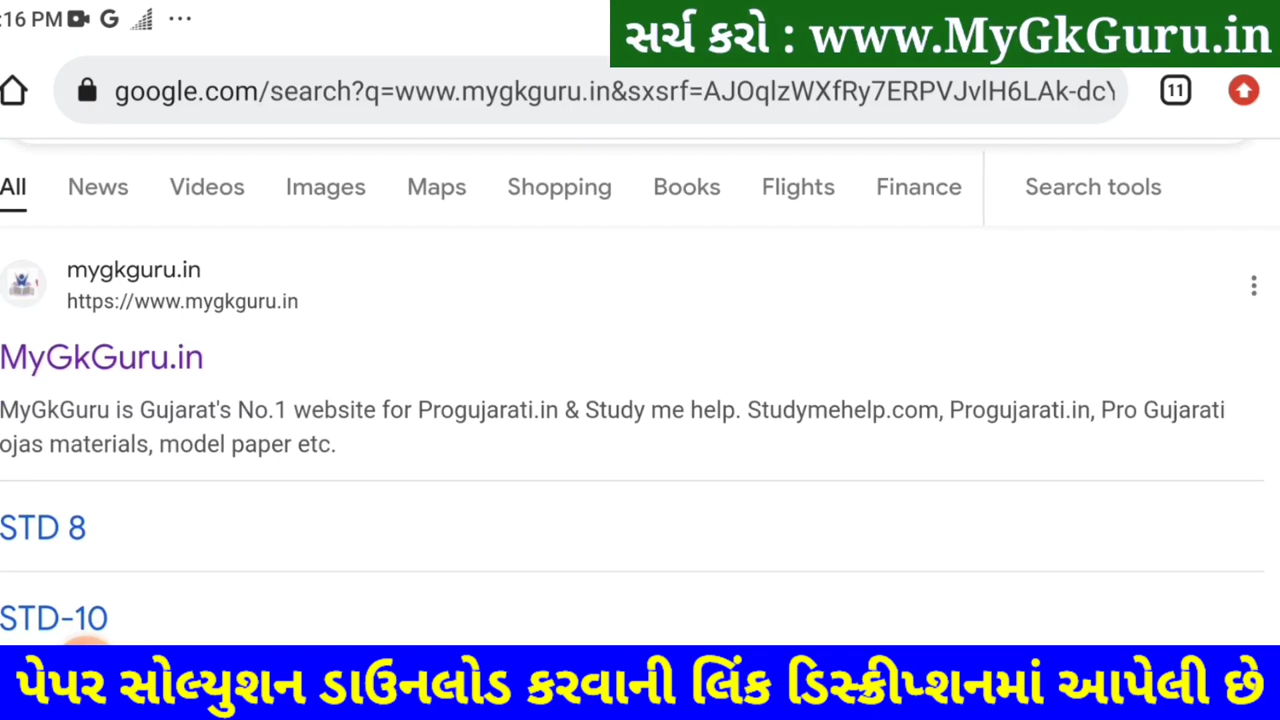 :16 PM G ...
સર્ચ કરો : www.MyGkGuru.in
google.com/search?q=www.mygkguru.in&sxsrf=AJOqlzWXfRy7ERPVJvlH6LAk-dcY
11
All News Videos Images Maps Shopping Books Flights Finance Search tools
mygkguru.in
https://www.mygkguru.in
MyGkGuru.in
MyGkGuru is Gujarat's No.1 website for Progujarati.in & Study me help. Studymehelp.com, Progujarati.in, Pro Gujarati
ojas materials, model paper etc.
STD 8
STD-10
પેપર સોલ્યુશન ડાઉનલોડ કરવાની લિંક ડિસ્ક્રીપ્શનમાં આપેલી છે